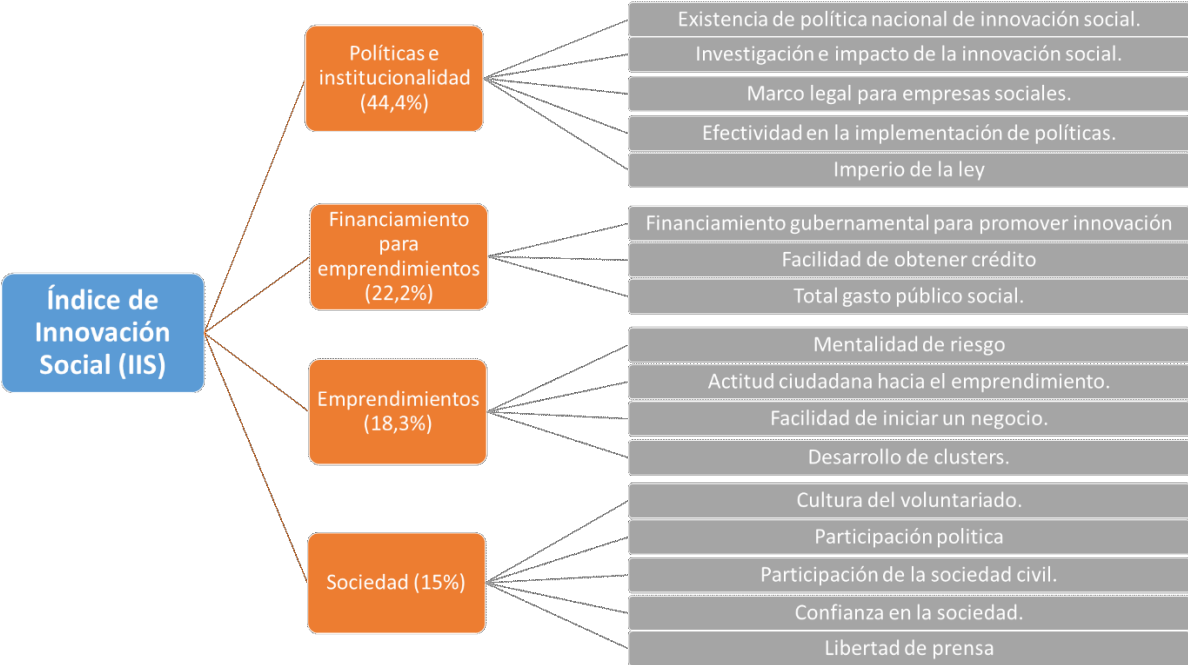 Índice de
Innovación
Social (IIS)
Políticas e
institucionalidad
(44,4%)
Existencia de política nacional de innovación social.
Investigación e impacto de la innovación social.
Marco legal para empresas sociales.
Efectividad en la implementación de políticas.
Imperio de la ley
Financiamiento
para
emprendimientos
(22,2%)
Financiamiento gubernamental para promover innovación
Facilidad de obtener crédito
Total gasto público social.
Emprendimientos
(18,3%)
Mentalidad de riesgo
Actitud ciudadana hacia el emprendimiento.
Facilidad de iniciar un negocio.
Desarrollo de clusters.
Sociedad (15%)
Cultura del voluntariado.
Participación politica
Participación de la sociedad civil.
Confianza en la sociedad.
Libertad de prensa